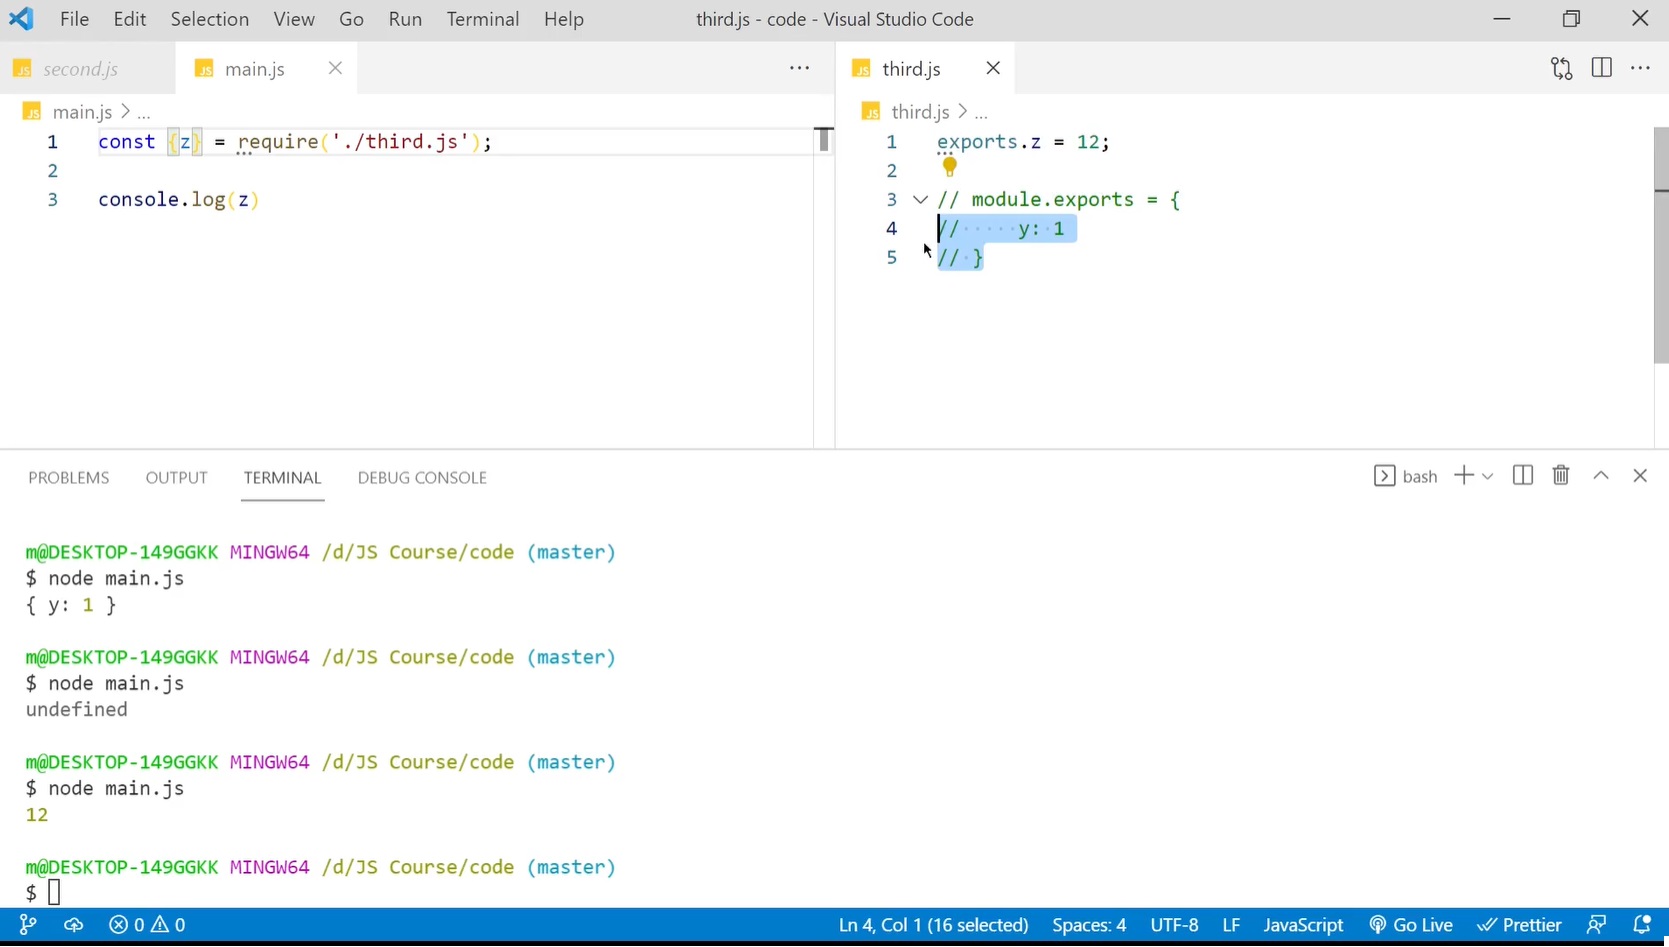 File Edit Selection View Go Run Terminal Help third.js - code - Visual Studio Code
JS second.js JS main.js ···
JS main.js > ...
1 const {z} = require('./third.js');
2
3 console.log(z)
JS third.js ···
JS third.js > ...
1 exports.z = 12;
2
3 // module.exports = {
4 //·····y:·1
5 //·}
PROBLEMS OUTPUT TERMINAL DEBUG CONSOLE bash
m@DESKTOP-149GGKK MINGW64 /d/JS Course/code (master)
$ node main.js
{ y: 1 }
m@DESKTOP-149GGKK MINGW64 /d/JS Course/code (master)
$ node main.js
undefined
m@DESKTOP-149GGKK MINGW64 /d/JS Course/code (master)
$ node main.js
12
m@DESKTOP-149GGKK MINGW64 /d/JS Course/code (master)
$
0 0 Ln 4, Col 1 (16 selected) Spaces: 4 UTF-8 LF JavaScript Go Live Prettier